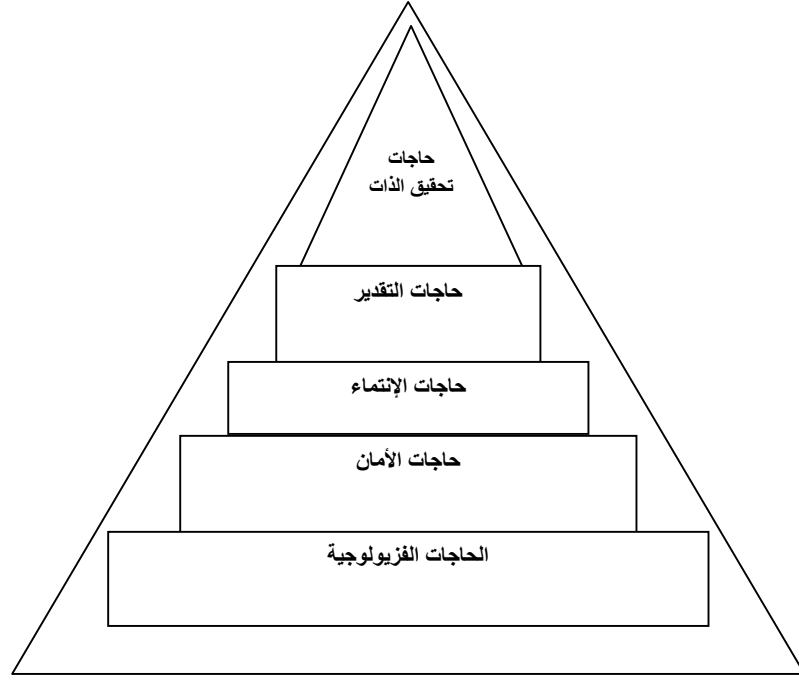 حاجات
تحقيق الذات
حاجات التقدير
حاجات الإنتماء
حاجات الأمان
الحاجات الفزيولوجية